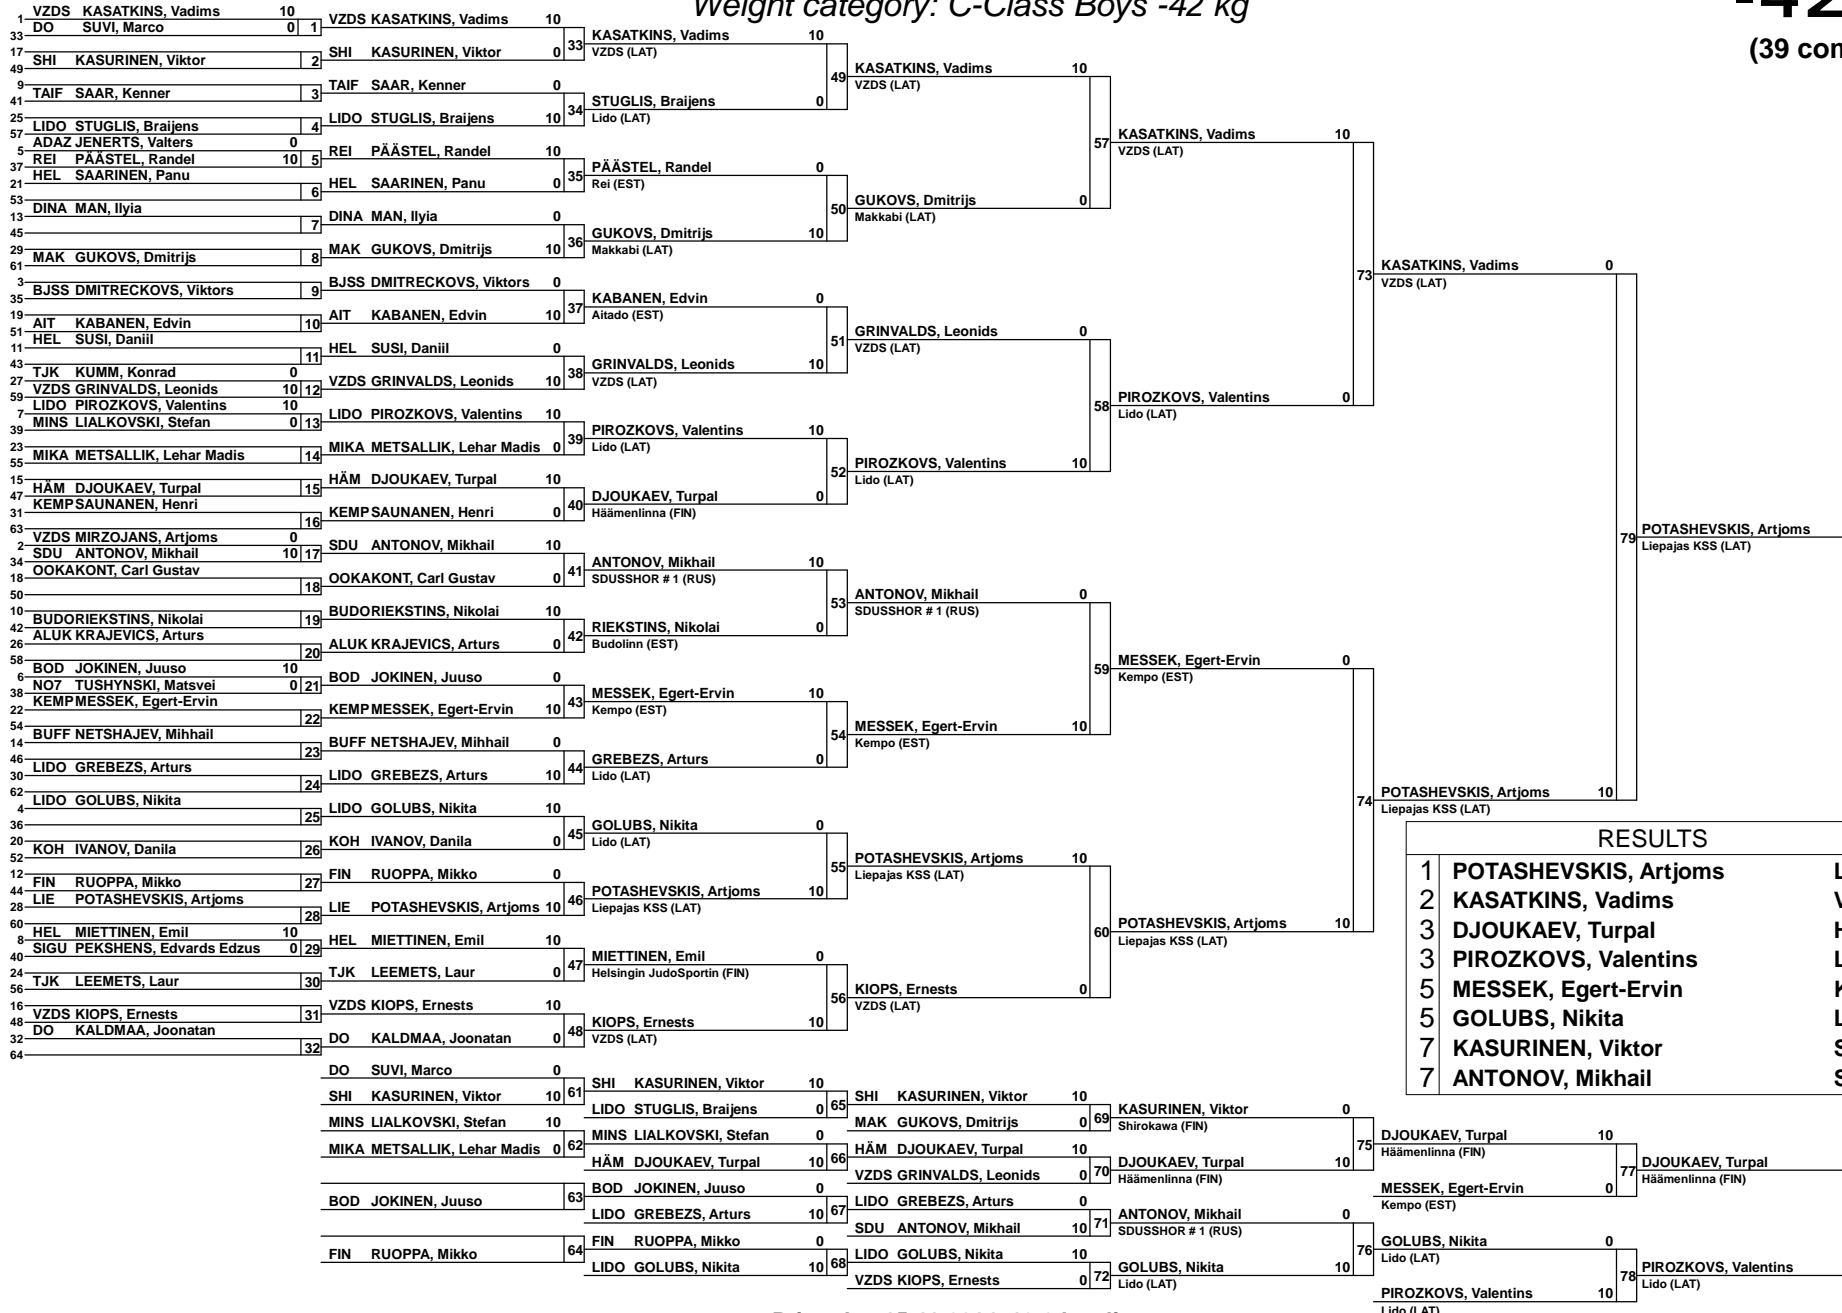 Weight category: C-Class Boys -42 kg
(39 com
1 VZDS KASATKINS, Vadims 10
33 DO SUVI, Marco 0 1
17
49 SHI KASURINEN, Viktor 2
9
41 TAIF SAAR, Kenner 3
25
57 LIDO STUGLIS, Braijens 4
5 ADAZ JENERTS, Valters 0
37 REI PÄÄSTEL, Randel 10 5
21 HEL SAARINEN, Panu
53 6
13 DINA MAN, Ilyia
45 7
29
61 MAK GUKOVS, Dmitrijs 8
3
35 BJSS DMITRECKOVS, Viktors 9
19
51 AIT KABANEN, Edvin 10
11 HEL SUSI, Daniil
43 11
27 TJK KUMM, Konrad 0
59 VZDS GRINVALDS, Leonids 10 12
7 LIDO PIROZKOVS, Valentins 10
39 MINS LIALKOVSKI, Stefan 0 13
23
55 MIKA METSALLIK, Lehar Madis 14
15
47 HÄM DJOUKAEV, Turpal 15
31 KEMP SAUNANEN, Henri
63 16
2 VZDS MIRZOJANS, Artjoms 0
34 SDU ANTONOV, Mikhail 10 17
18 OOKAKONT, Carl Gustav
50 18
10
42 BUDORIEKSTINS, Nikolai 19
26 ALUK KRAJEVICS, Arturs
58 20
6 BOD JOKINEN, Juuso 10
38 NO7 TUSHYNSKI, Matsvei 0 21
22 KEMP MESSEK, Egert-Ervin
54 22
14 BUFF NETSHAJEV, Mihhail
46 23
30 LIDO GREBEZS, Arturs
62 24
4 LIDO GOLUBS, Nikita
36 25
20
52 KOH IVANOV, Danila 26
12
44 FIN RUOPPA, Mikko 27
28 LIE POTASHEVSKIS, Artjoms
60 28
8 HEL MIETTINEN, Emil 10
40 SIGU PEKSHENS, Edvards Edzus 0 29
24
56 TJK LEEMETS, Laur 30
16
48 VZDS KIOPS, Ernests 31
32 DO KALDMAA, Joonatan
64 32
VZDS KASATKINS, Vadims 10
SHI KASURINEN, Viktor 0 33
TAIF SAAR, Kenner 0
LIDO STUGLIS, Braijens 10 34
REI PÄÄSTEL, Randel 10
HEL SAARINEN, Panu 0 35
DINA MAN, Ilyia 0
MAK GUKOVS, Dmitrijs 10 36
BJSS DMITRECKOVS, Viktors 0
AIT KABANEN, Edvin 10 37
HEL SUSI, Daniil 0
VZDS GRINVALDS, Leonids 10 38
LIDO PIROZKOVS, Valentins 10
MIKA METSALLIK, Lehar Madis 0 39
HÄM DJOUKAEV, Turpal 10
KEMP SAUNANEN, Henri 0 40
SDU ANTONOV, Mikhail 10
OOKAKONT, Carl Gustav 0 41
BUDORIEKSTINS, Nikolai 10
ALUK KRAJEVICS, Arturs 0 42
BOD JOKINEN, Juuso 0
KEMP MESSEK, Egert-Ervin 10 43
BUFF NETSHAJEV, Mihhail 0
LIDO GREBEZS, Arturs 10 44
LIDO GOLUBS, Nikita 10
KOH IVANOV, Danila 0 45
FIN RUOPPA, Mikko 0
LIE POTASHEVSKIS, Artjoms 10 46
HEL MIETTINEN, Emil 10
TJK LEEMETS, Laur 0 47
VZDS KIOPS, Ernests 10
DO KALDMAA, Joonatan 0 48
KASATKINS, Vadims 10
VZDS (LAT)
STUGLIS, Braijens 0 49
Lido (LAT)
PÄÄSTEL, Randel 0
Rei (EST)
GUKOVS, Dmitrijs 10 50
Makkabi (LAT)
KABANEN, Edvin 0
Aitado (EST)
GRINVALDS, Leonids 10 51
VZDS (LAT)
PIROZKOVS, Valentins 10
Lido (LAT)
DJOUKAEV, Turpal 0 52
Häämenlinna (FIN)
ANTONOV, Mikhail 10
SDUSSHOR # 1 (RUS)
RIEKSTINS, Nikolai 0 53
Budolinn (EST)
MESSEK, Egert-Ervin 10
Kempo (EST)
GREBEZS, Arturs 0 54
Lido (LAT)
GOLUBS, Nikita 0
Lido (LAT)
POTASHEVSKIS, Artjoms 10 55
Liepajas KSS (LAT)
MIETTINEN, Emil 0
Helsingin JudoSportin (FIN)
KIOPS, Ernests 10 56
VZDS (LAT)
KASATKINS, Vadims 10
VZDS (LAT)
GUKOVS, Dmitrijs 0 57
Makkabi (LAT)
GRINVALDS, Leonids 0
VZDS (LAT)
PIROZKOVS, Valentins 10 58
Lido (LAT)
ANTONOV, Mikhail 0
SDUSSHOR # 1 (RUS)
MESSEK, Egert-Ervin 10 59
Kempo (EST)
POTASHEVSKIS, Artjoms 10
Liepajas KSS (LAT)
KIOPS, Ernests 0 60
VZDS (LAT)
KASATKINS, Vadims 10
VZDS (LAT)
PIROZKOVS, Valentins 0 73
Lido (LAT)
MESSEK, Egert-Ervin 0
Kempo (EST)
POTASHEVSKIS, Artjoms 10 74
Liepajas KSS (LAT)
KASATKINS, Vadims 0
VZDS (LAT)
POTASHEVSKIS, Artjoms 10 79
Liepajas KSS (LAT)
POTASHEVSKIS, Artjoms
Liepajas KSS (LAT)
RESULTS
1 POTASHEVSKIS, Artjoms L
2 KASATKINS, Vadims V
3 DJOUKAEV, Turpal H
3 PIROZKOVS, Valentins L
5 MESSEK, Egert-Ervin K
5 GOLUBS, Nikita L
7 KASURINEN, Viktor S
7 ANTONOV, Mikhail S
DO SUVI, Marco 0
SHI KASURINEN, Viktor 10 61
MINS LIALKOVSKI, Stefan 10
MIKA METSALLIK, Lehar Madis 0 62
BOD JOKINEN, Juuso 63
FIN RUOPPA, Mikko 64
SHI KASURINEN, Viktor 10
LIDO STUGLIS, Braijens 0 65
MINS LIALKOVSKI, Stefan 0
HÄM DJOUKAEV, Turpal 10 66
BOD JOKINEN, Juuso 0
LIDO GREBEZS, Arturs 10 67
FIN RUOPPA, Mikko 0
LIDO GOLUBS, Nikita 10 68
SHI KASURINEN, Viktor 10
MAK GUKOVS, Dmitrijs 0 69
HÄM DJOUKAEV, Turpal 10
VZDS GRINVALDS, Leonids 0 70
LIDO GREBEZS, Arturs 0
SDU ANTONOV, Mikhail 10 71
LIDO GOLUBS, Nikita 10
VZDS KIOPS, Ernests 0 72
KASURINEN, Viktor 0
Shirokawa (FIN)
DJOUKAEV, Turpal 10 75
Häämenlinna (FIN)
ANTONOV, Mikhail 0
SDUSSHOR # 1 (RUS)
GOLUBS, Nikita 10 76
Lido (LAT)
DJOUKAEV, Turpal 10
Häämenlinna (FIN)
MESSEK, Egert-Ervin 0 77
Kempo (EST)
GOLUBS, Nikita 0
Lido (LAT)
PIROZKOVS, Valentins 10 78
Lido (LAT)
DJOUKAEV, Turpal
Häämenlinna (FIN)
PIROZKOVS, Valentins
Lido (LAT)